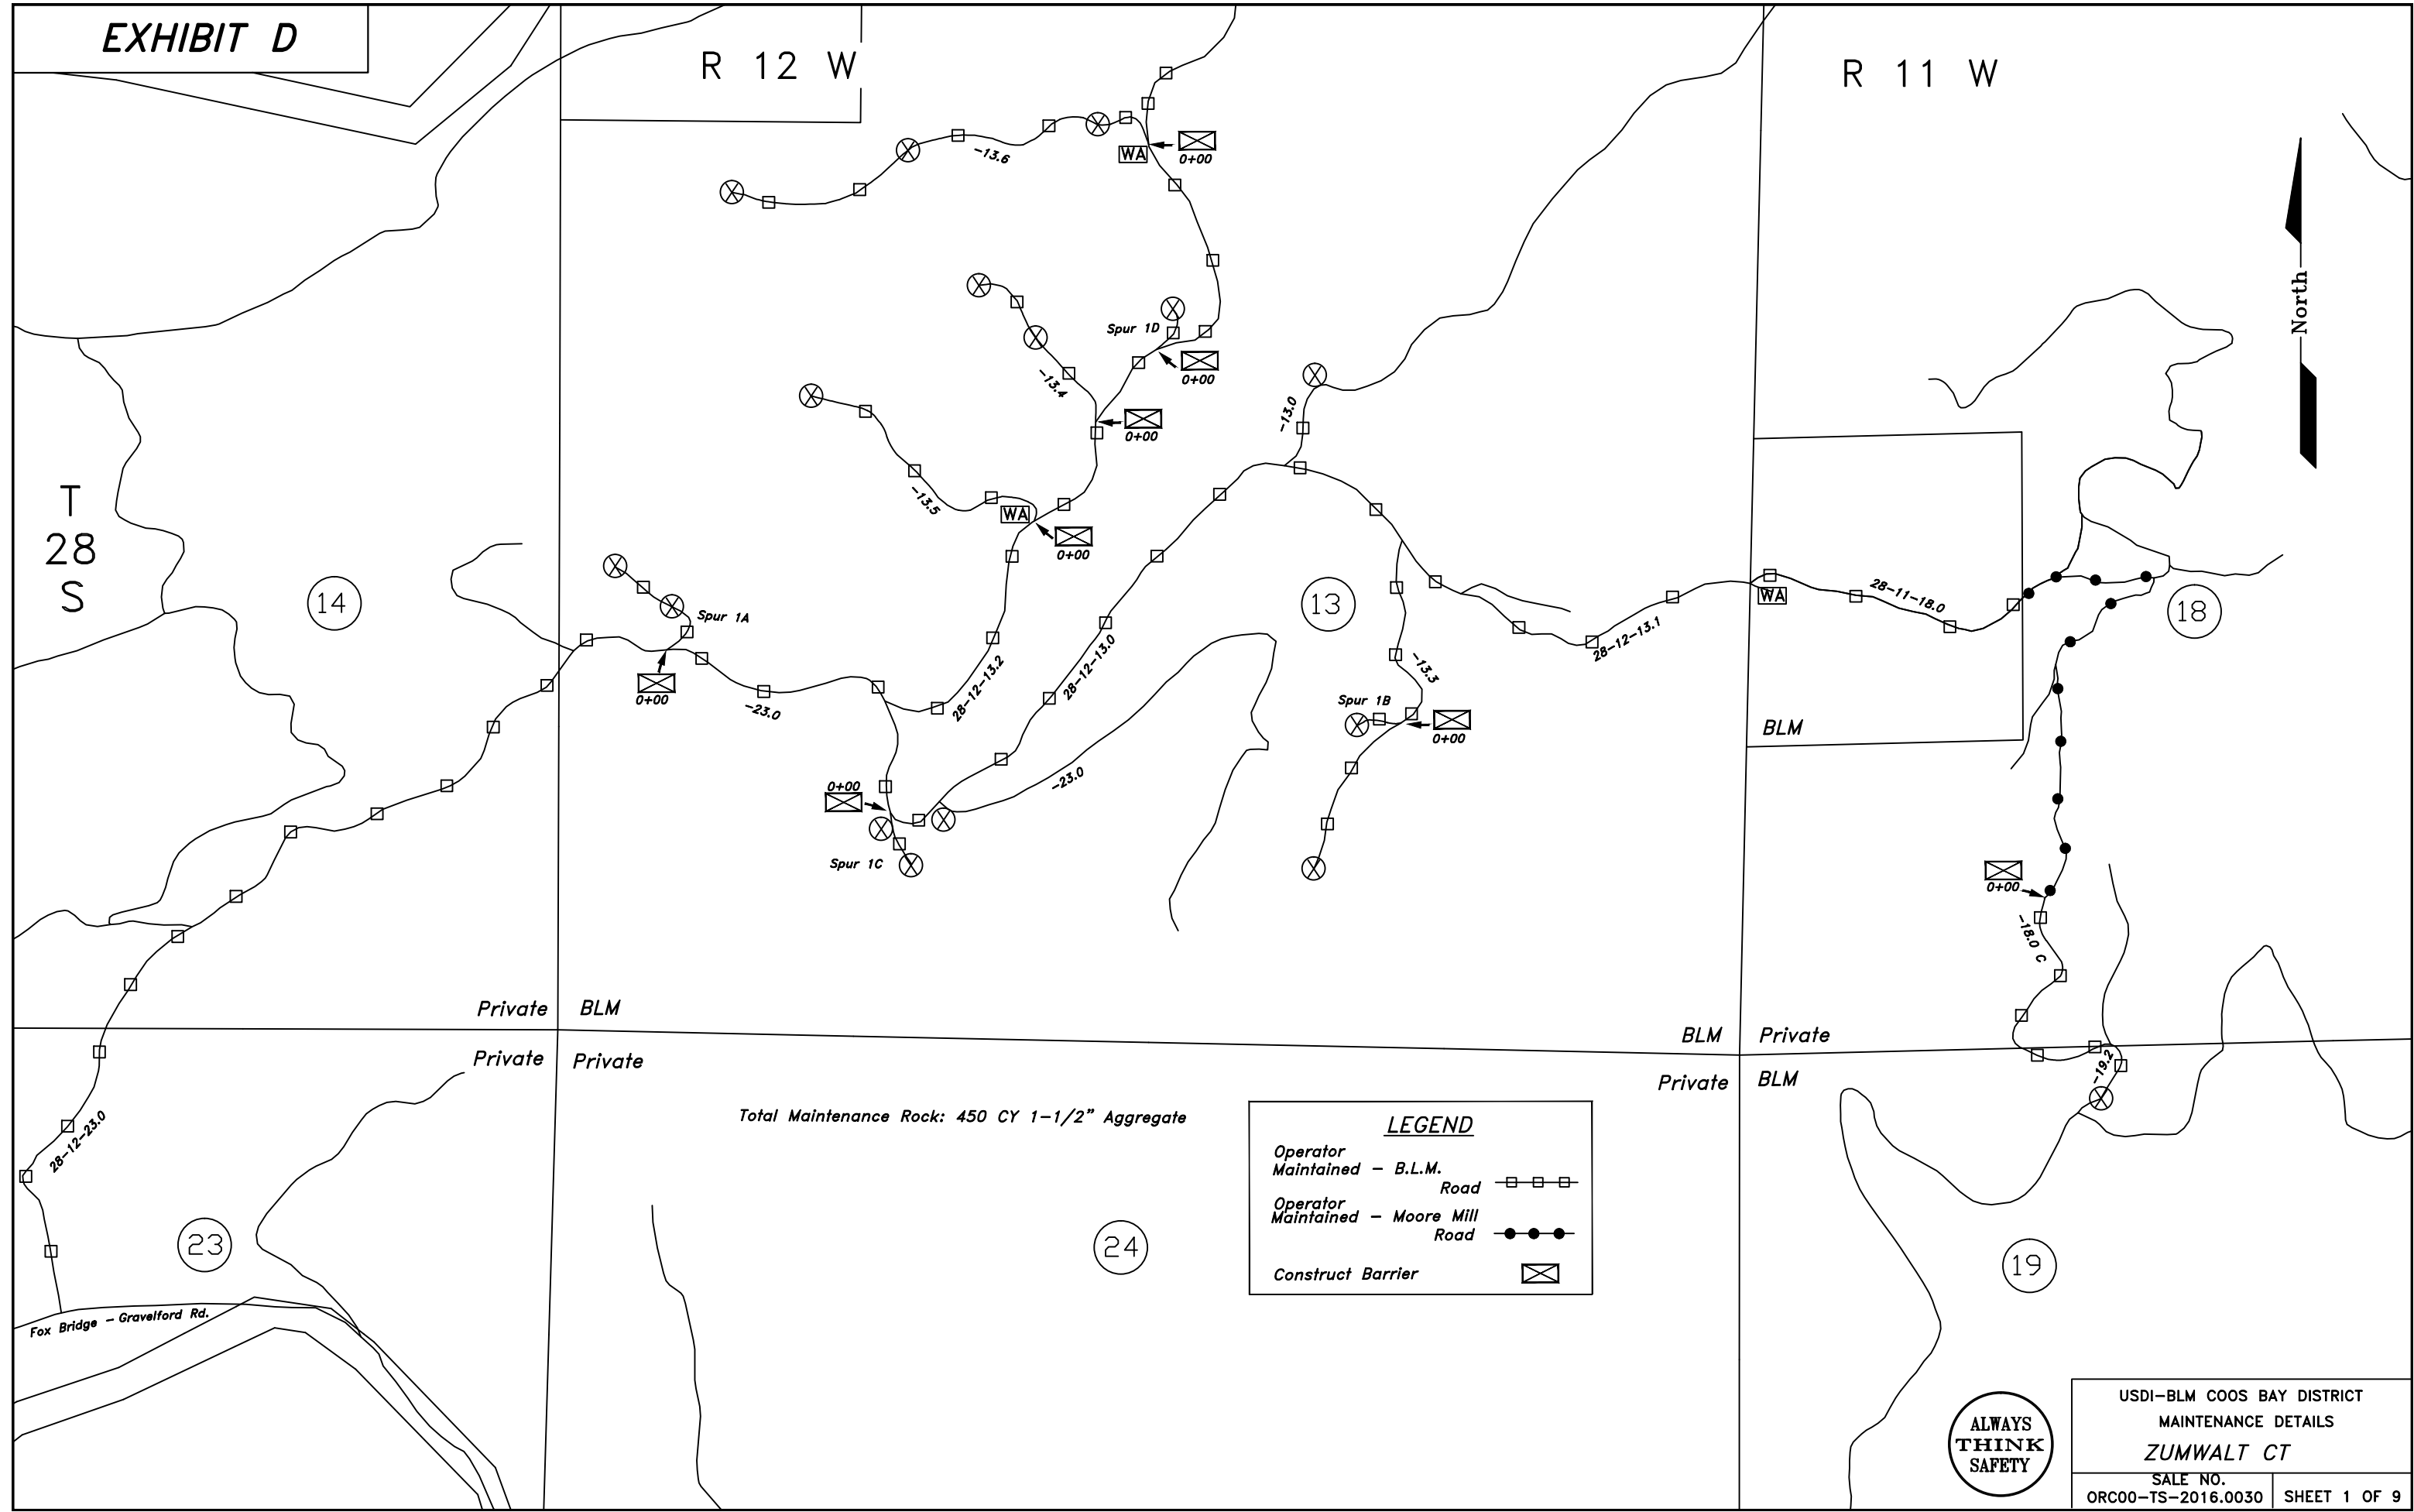 EXHIBIT D
R 12 W
R 11 W
North
WA
0+00
-13.6
Spur 1D
0+00
-13.4
0+00
-13.0
-13.5
WA
0+00
T
28
S
14
Spur 1A
0+00
13
28-12-13.1
WA
28-11-18.0
18
-23.0
28-12-13.2
28-12-13.0
-13.3
Spur 1B
0+00
BLM
-23.0
0+00
Spur 1C
0+00
-18.0 C
Private BLM
BLM Private
Private Private
Private BLM
-19.2
28-12-23.0
Total Maintenance Rock: 450 CY 1-1/2” Aggregate
LEGEND
Operator
Maintained - B.L.M.
Road
Operator
Maintained - Moore Mill
Road
Construct Barrier
23
24
19
Fox Bridge - Gravelford Rd.
ALWAYS
THINK
SAFETY
USDI-BLM COOS BAY DISTRICT
MAINTENANCE DETAILS
ZUMWALT CT
SALE NO.
ORC00-TS-2016.0030
SHEET 1 OF 9